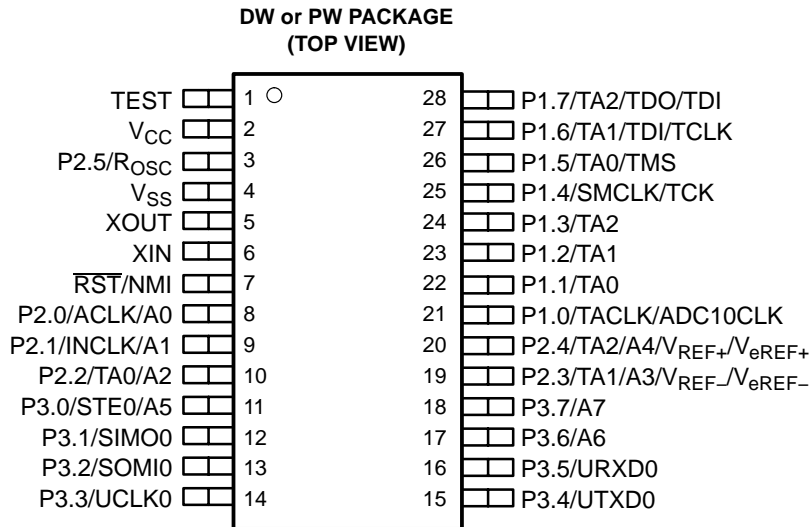 DW or PW PACKAGE
(TOP VIEW)
TEST 1 28 P1.7/TA2/TDO/TDI
VCC 2 27 P1.6/TA1/TDI/TCLK
P2.5/ROSC 3 26 P1.5/TA0/TMS
VSS 4 25 P1.4/SMCLK/TCK
XOUT 5 24 P1.3/TA2
XIN 6 23 P1.2/TA1
R̅S̅T̅/NMI 7 22 P1.1/TA0
P2.0/ACLK/A0 8 21 P1.0/TACLK/ADC10CLK
P2.1/INCLK/A1 9 20 P2.4/TA2/A4/VREF+/VeREF+
P2.2/TA0/A2 10 19 P2.3/TA1/A3/VREF−/VeREF−
P3.0/STE0/A5 11 18 P3.7/A7
P3.1/SIMO0 12 17 P3.6/A6
P3.2/SOMI0 13 16 P3.5/URXD0
P3.3/UCLK0 14 15 P3.4/UTXD0